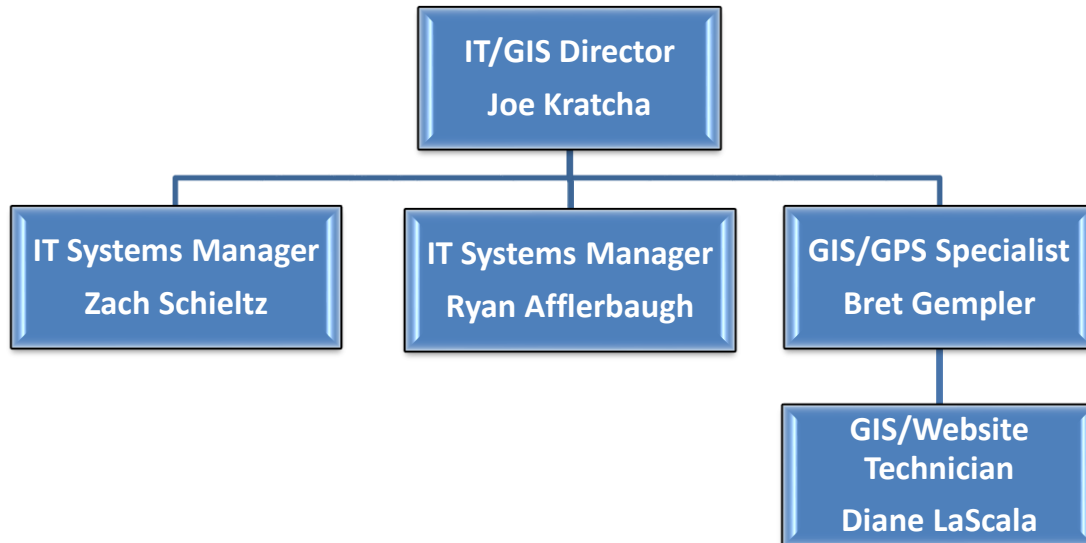 IT/GIS Director
Joe Kratcha
IT Systems Manager
Zach Schieltz
IT Systems Manager
Ryan Afflerbaugh
GIS/GPS Specialist
Bret Gempler
GIS/Website
Technician
Diane LaScala